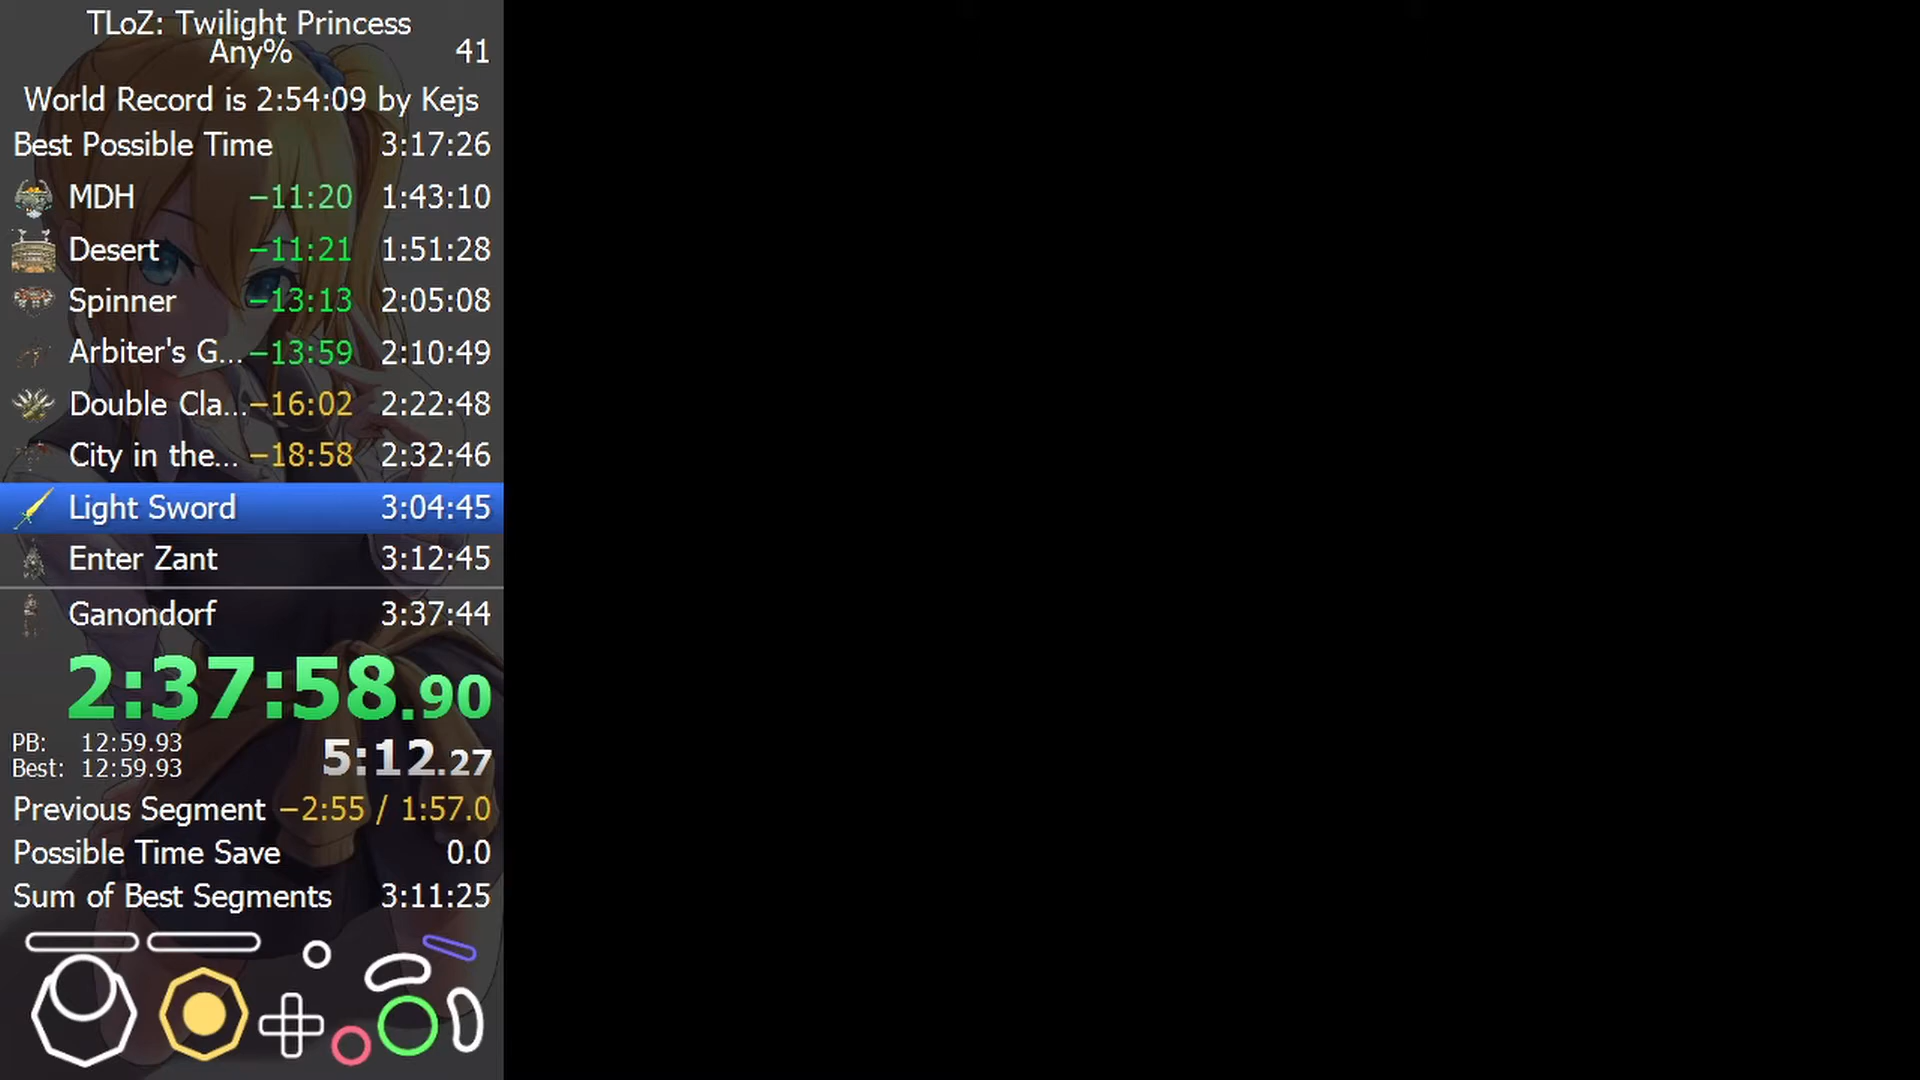 TLoZ: Twilight Princess
Any% 41
World Record is 2:54:09 by Kejs
Best Possible Time 3:17:26
MDH −11:20 1:43:10
Desert −11:21 1:51:28
Spinner −13:13 2:05:08
Arbiter's G... −13:59 2:10:49
Double Cla... −16:02 2:22:48
City in the... −18:58 2:32:46
Light Sword 3:04:45
Enter Zant 3:12:45
Ganondorf 3:37:44
2:37:58.90
PB: 12:59.93
Best: 12:59.93
5:12.27
Previous Segment −2:55 / 1:57.0
Possible Time Save 0.0
Sum of Best Segments 3:11:25